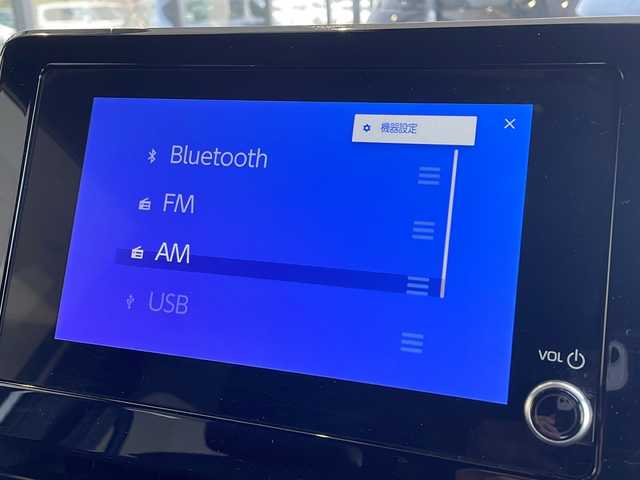 機器設定
Bluetooth
FM
AM
USB
VOL